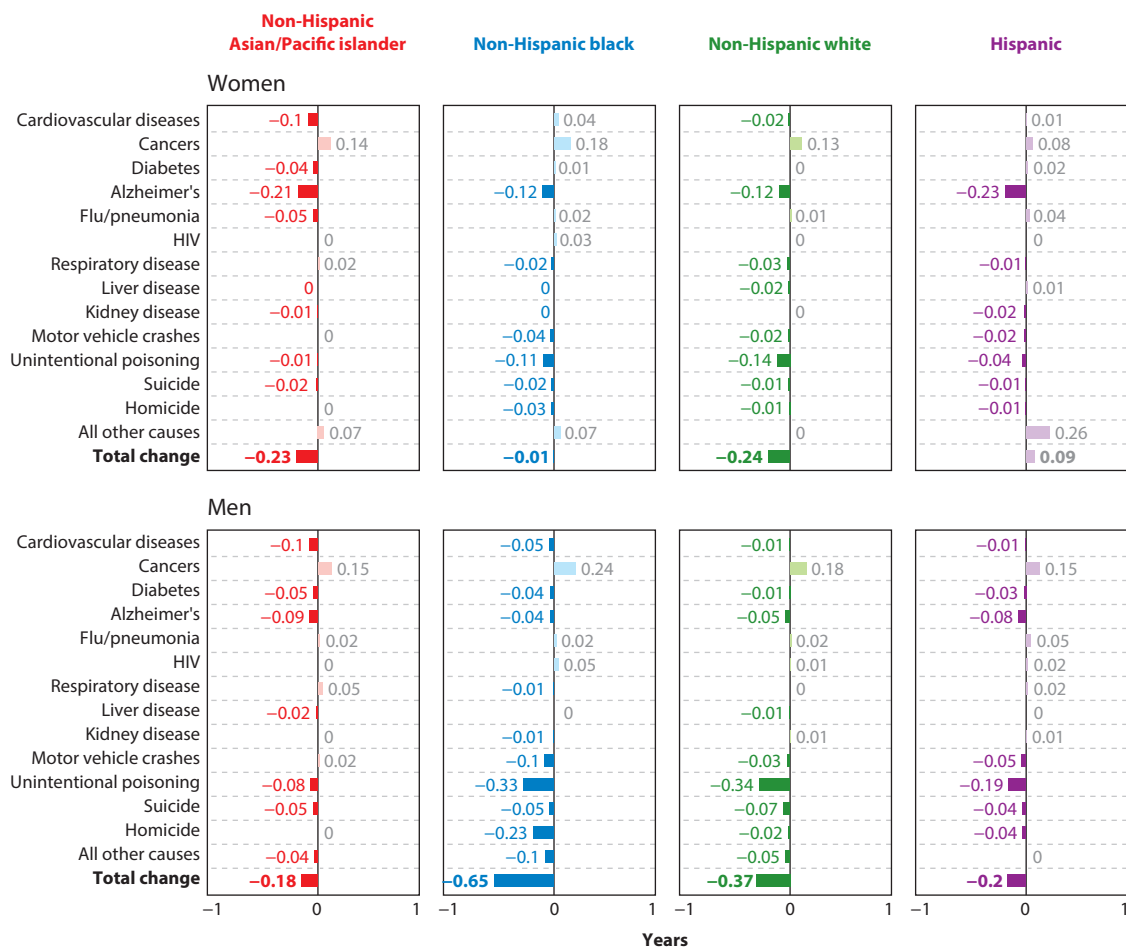 Non-Hispanic
Asian/Pacific islander Non-Hispanic black Non-Hispanic white Hispanic
Women
Cardiovascular diseases −0.1 0.04 −0.02 0.01
Cancers 0.14 0.18 0.13 0.08
Diabetes −0.04 0.01 0 0.02
Alzheimer's −0.21 −0.12 −0.12 −0.23
Flu/pneumonia −0.05 0.02 0.01 0.04
HIV 0 0.03 0 0
Respiratory disease 0.02 −0.02 −0.03 −0.01
Liver disease 0 0 −0.02 0.01
Kidney disease −0.01 0 0 −0.02
Motor vehicle crashes 0 −0.04 −0.02 −0.02
Unintentional poisoning −0.01 −0.11 −0.14 −0.04
Suicide −0.02 −0.02 −0.01 −0.01
Homicide 0 −0.03 −0.01 −0.01
All other causes 0.07 0.07 0 0.26
Total change −0.23 −0.01 −0.24 0.09
Men
Cardiovascular diseases −0.1 −0.05 −0.01 −0.01
Cancers 0.15 0.24 0.18 0.15
Diabetes −0.05 −0.04 −0.01 −0.03
Alzheimer's −0.09 −0.04 −0.05 −0.08
Flu/pneumonia 0.02 0.02 0.02 0.05
HIV 0 0.05 0.01 0.02
Respiratory disease 0.05 −0.01 0 0.02
Liver disease −0.02 0 −0.01 0
Kidney disease 0 −0.01 0.01 0.01
Motor vehicle crashes 0.02 −0.1 −0.03 −0.05
Unintentional poisoning −0.08 −0.33 −0.34 −0.19
Suicide −0.05 −0.05 −0.07 −0.04
Homicide 0 −0.23 −0.02 −0.04
All other causes −0.04 −0.1 −0.05 0
Total change −0.18 −0.65 −0.37 −0.2
−1 0 1 −1 0 1 −1 0 1 −1 0 1
Years